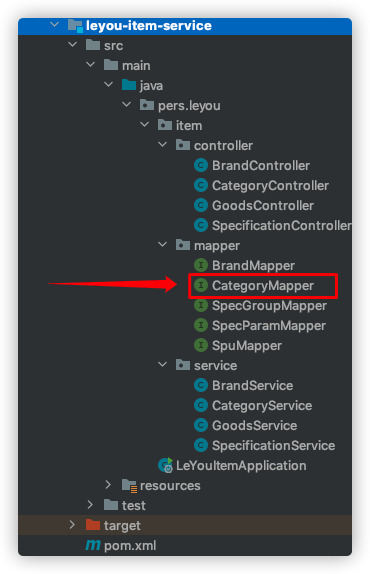 leyou-item-service
src
main
java
pers.leyou
item
controller
BrandController
CategoryController
GoodsController
SpecificationController
mapper
BrandMapper
CategoryMapper
SpecGroupMapper
SpecParamMapper
SpuMapper
service
BrandService
CategoryService
GoodsService
SpecificationService
LeYouItemApplication
resources
test
target
pom.xml